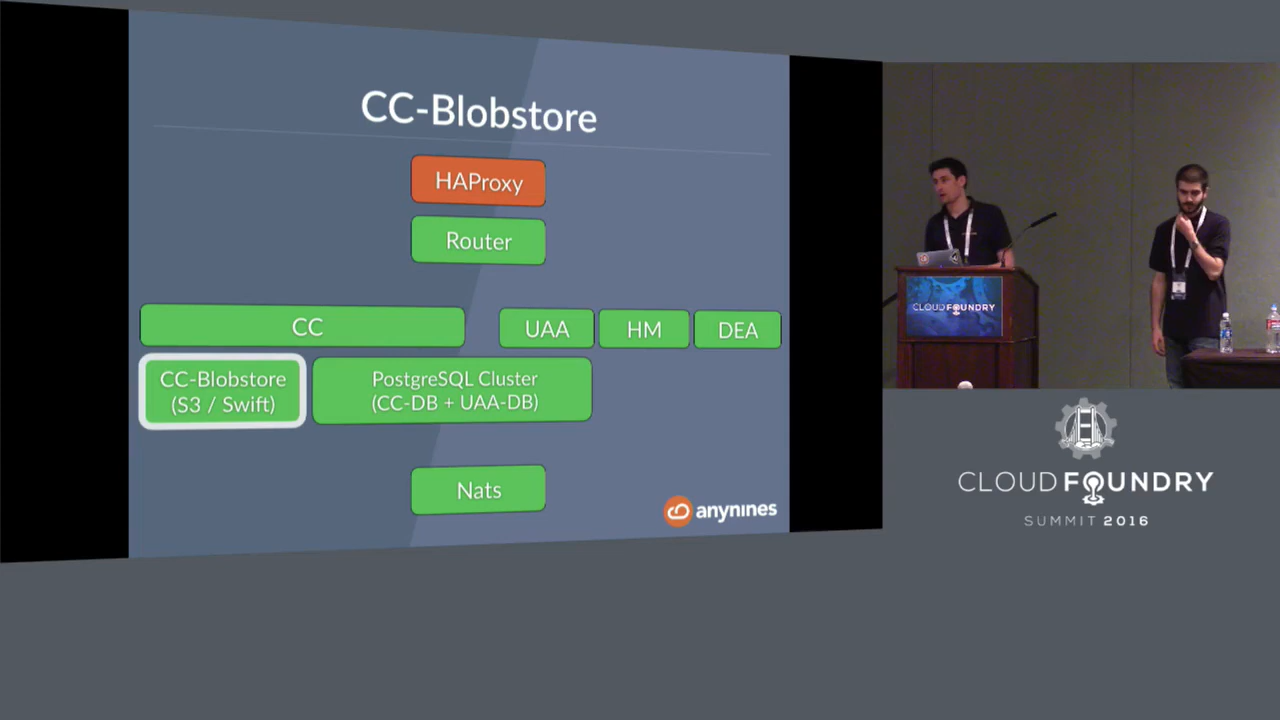 CC-Blobstore
HAProxy
Router
CC
UAA
HM
DEA
CC-Blobstore
(S3 / Swift)
PostgreSQL Cluster
(CC-DB + UAA-DB)
Nats
anynines
CLOUD FOUNDRY
CLOUD FOUNDRY
SUMMIT 2016